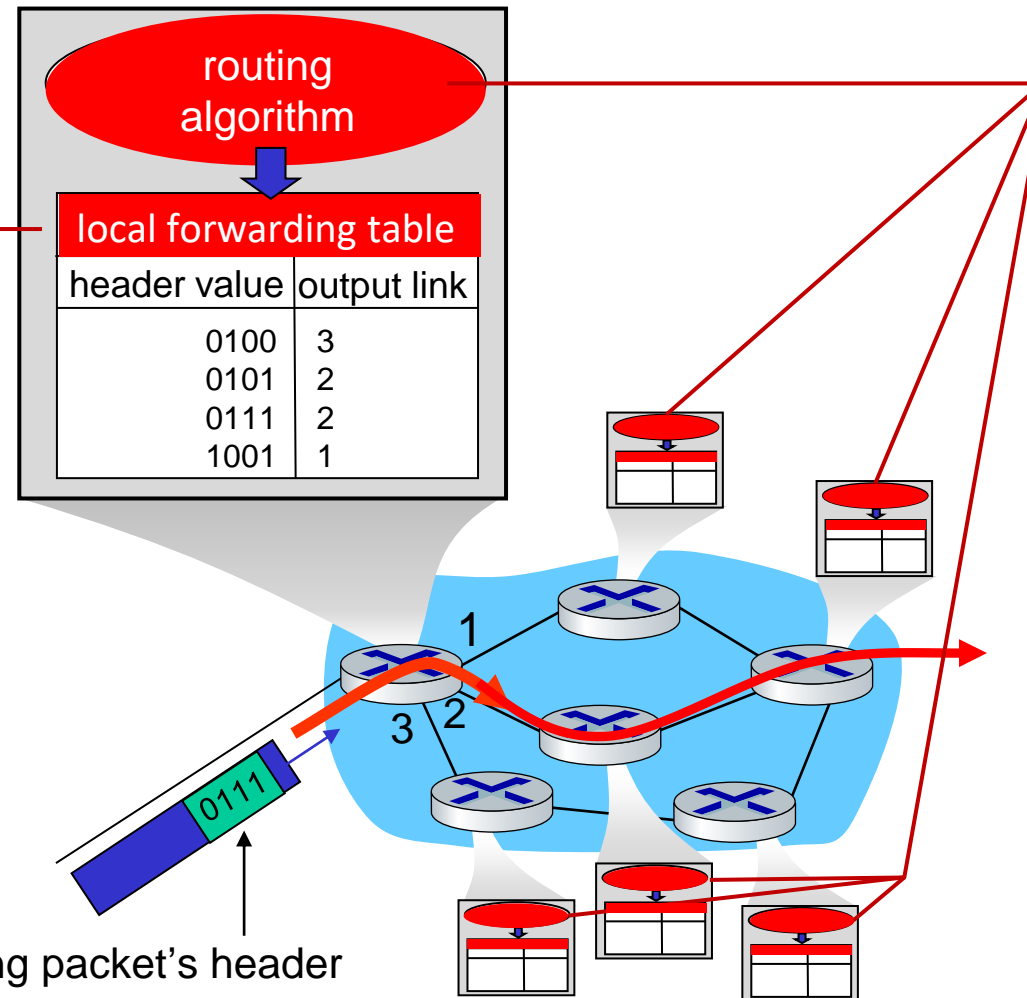 routing
algorithm
local forwarding table
header value output link
0100 3
0101 2
0111 2
1001 1
1
2
3
0111
ng packet’s header